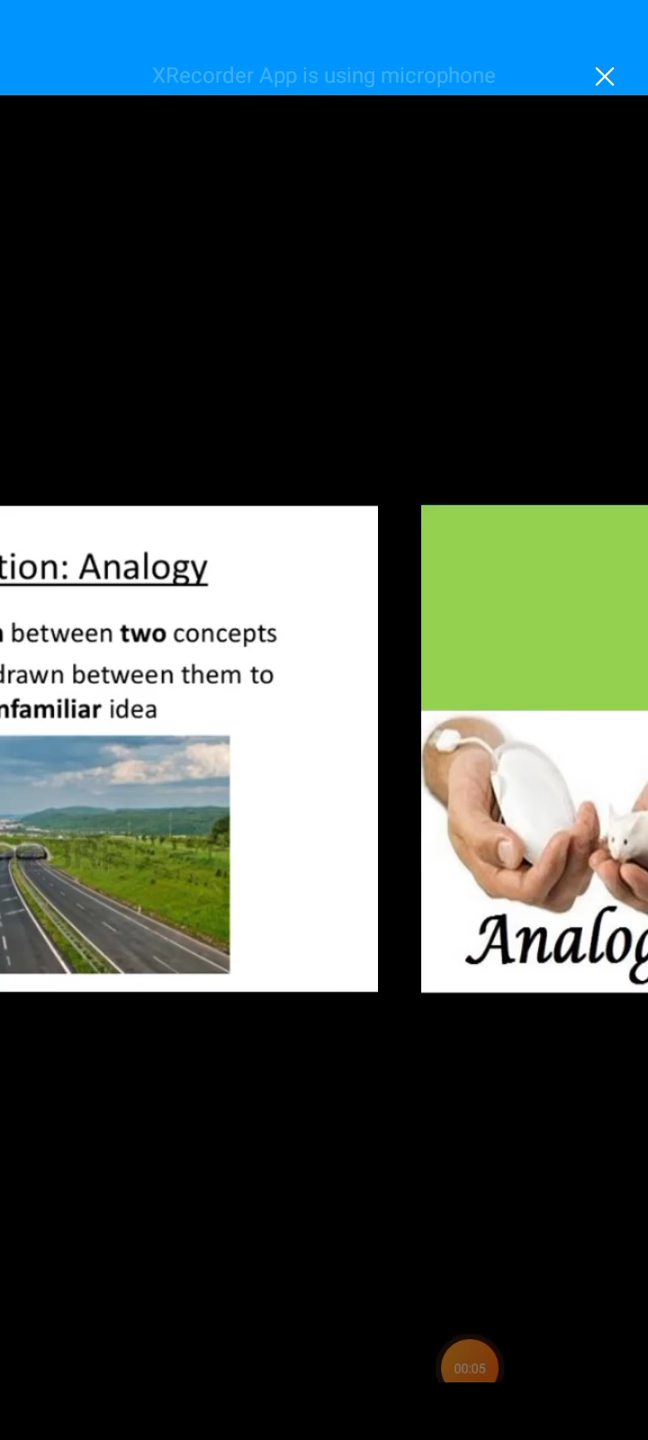 XRecorder App is using microphone
tion: Analogy
between two concepts
drawn between them to
nfamiliar idea
Analog
00:05